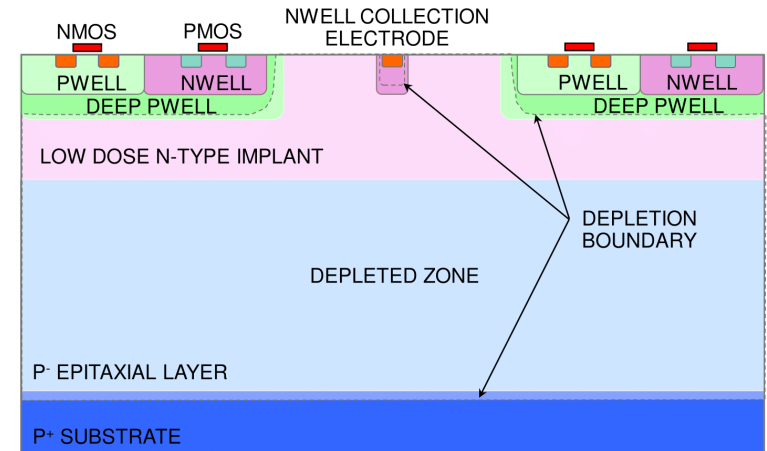 NWELL COLLECTION
ELECTRODE
NMOS
PMOS
PWELL
NWELL
DEEP PWELL
PWELL
NWELL
DEEP PWELL
LOW DOSE N-TYPE IMPLANT
DEPLETION
BOUNDARY
DEPLETED ZONE
P⁻ EPITAXIAL LAYER
P⁺ SUBSTRATE